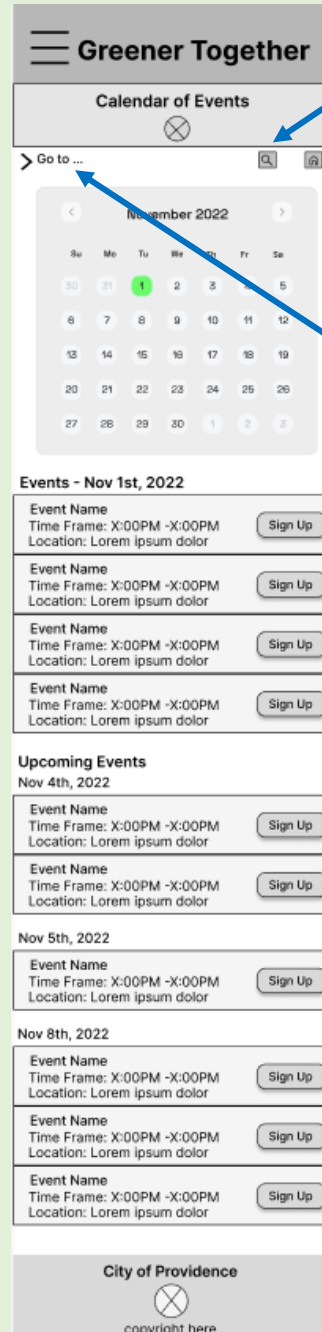 Greener Together
Calendar of Events
Go to ...
November 2022
Su Mo Tu We Th Fr Sa
30 31 1 2 3 4 5
6 7 8 9 10 11 12
13 14 15 16 17 18 19
20 21 22 23 24 25 26
27 28 29 30 1 2 3
Events - Nov 1st, 2022
Event Name
Time Frame: X:00PM -X:00PM
Location: Lorem ipsum dolor
Sign Up
Event Name
Time Frame: X:00PM -X:00PM
Location: Lorem ipsum dolor
Sign Up
Event Name
Time Frame: X:00PM -X:00PM
Location: Lorem ipsum dolor
Sign Up
Event Name
Time Frame: X:00PM -X:00PM
Location: Lorem ipsum dolor
Sign Up
Upcoming Events
Nov 4th, 2022
Event Name
Time Frame: X:00PM -X:00PM
Location: Lorem ipsum dolor
Sign Up
Event Name
Time Frame: X:00PM -X:00PM
Location: Lorem ipsum dolor
Sign Up
Nov 5th, 2022
Event Name
Time Frame: X:00PM -X:00PM
Location: Lorem ipsum dolor
Sign Up
Nov 8th, 2022
Event Name
Time Frame: X:00PM -X:00PM
Location: Lorem ipsum dolor
Sign Up
Event Name
Time Frame: X:00PM -X:00PM
Location: Lorem ipsum dolor
Sign Up
Event Name
Time Frame: X:00PM -X:00PM
Location: Lorem ipsum dolor
Sign Up
City of Providence
copyright here